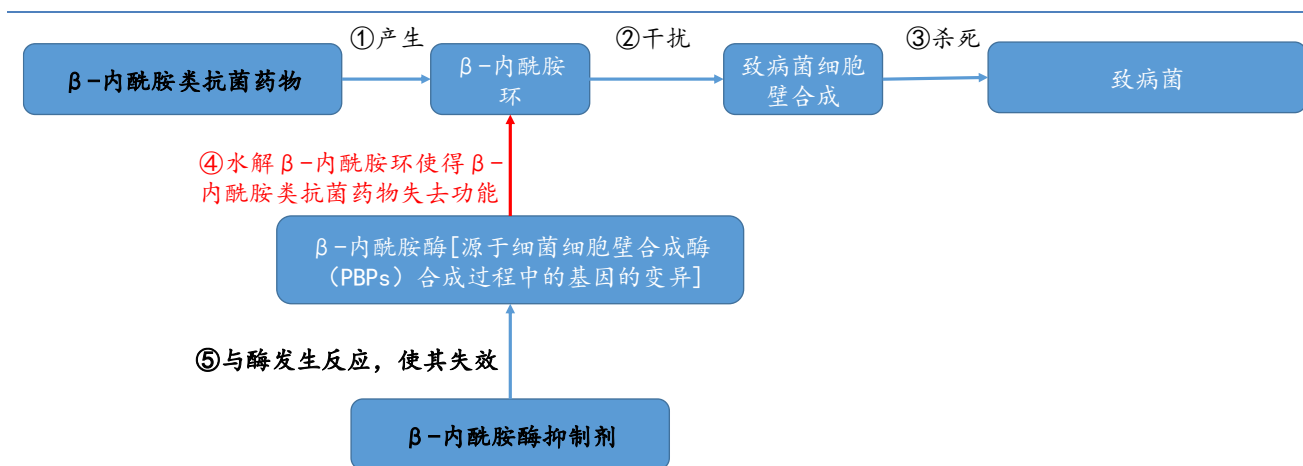 ①产生
②干扰
③杀死
β-内酰胺类抗菌药物
β-内酰胺
环
致病菌细胞
壁合成
致病菌
④水解β-内酰胺环使得β-
内酰胺类抗菌药物失去功能
β-内酰胺酶[源于细菌细胞壁合成酶
（PBPs）合成过程中的基因的变异]
⑤与酶发生反应，使其失效
β-内酰胺酶抑制剂